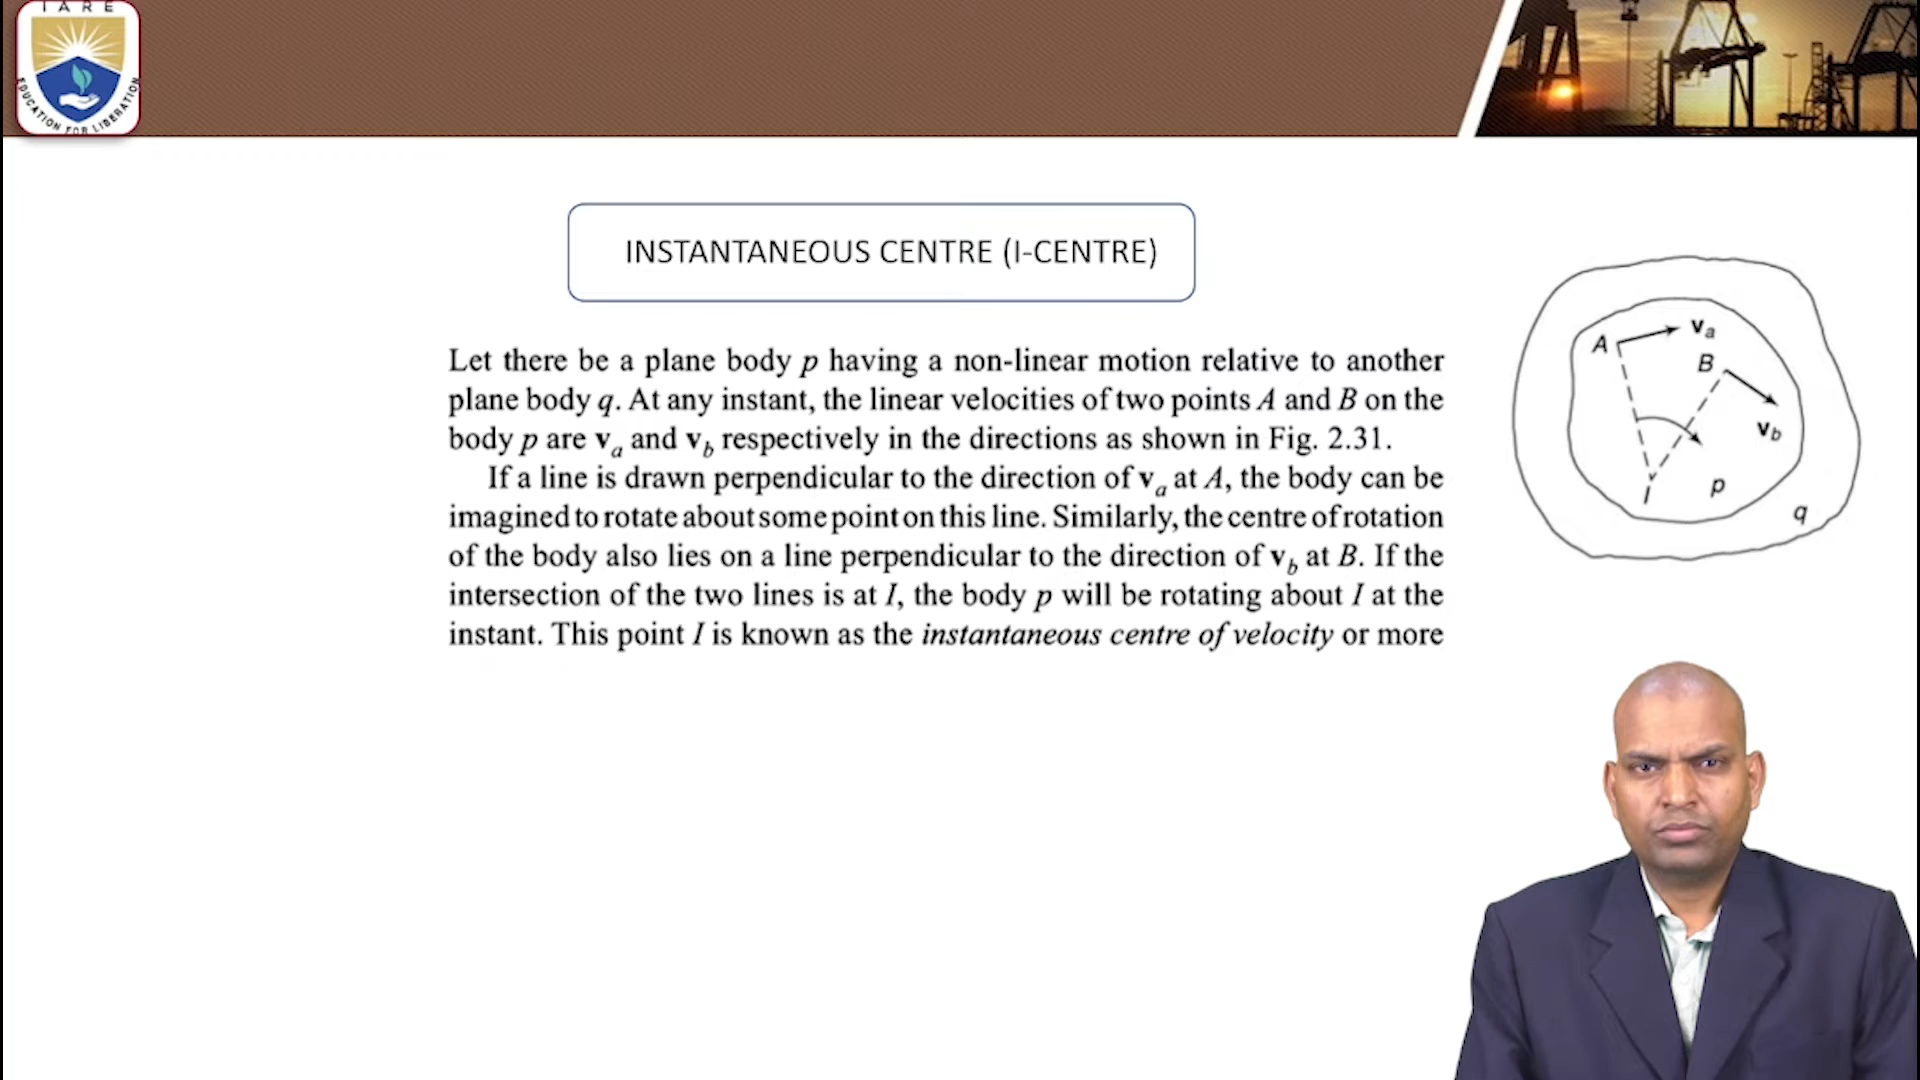 IARE
EDUCATION FOR LIBERATION
INSTANTANEOUS CENTRE (I-CENTRE)
Let there be a plane body p having a non-linear motion relative to another
plane body q. At any instant, the linear velocities of two points A and B on the
body p are vₐ and v_b respectively in the directions as shown in Fig. 2.31.
If a line is drawn perpendicular to the direction of vₐ at A, the body can be
imagined to rotate about some point on this line. Similarly, the centre of rotation
of the body also lies on a line perpendicular to the direction of v_b at B. If the
intersection of the two lines is at I, the body p will be rotating about I at the
instant. This point I is known as the instantaneous centre of velocity or more
A
vₐ
B
v_b
I
p
q